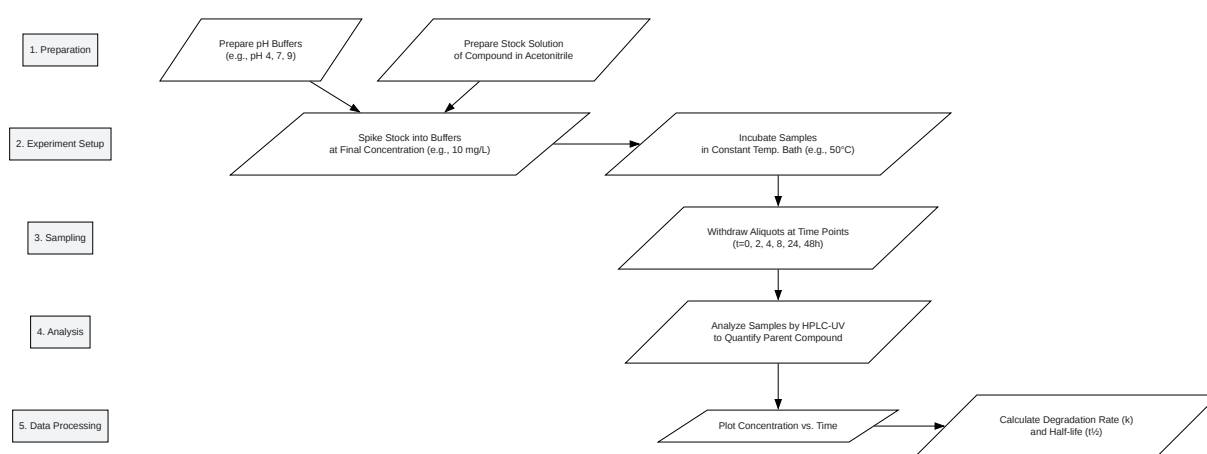 1. Preparation
Prepare pH Buffers
(e.g., pH 4, 7, 9)
Prepare Stock Solution
of Compound in Acetonitrile
2. Experiment Setup
Spike Stock into Buffers
at Final Concentration (e.g., 10 mg/L)
Incubate Samples
in Constant Temp. Bath (e.g., 50°C)
3. Sampling
Withdraw Aliquots at Time Points
(t=0, 2, 4, 8, 24, 48h)
4. Analysis
Analyze Samples by HPLC-UV
to Quantify Parent Compound
5. Data Processing
Plot Concentration vs. Time
Calculate Degradation Rate (k)
and Half-life (t½)